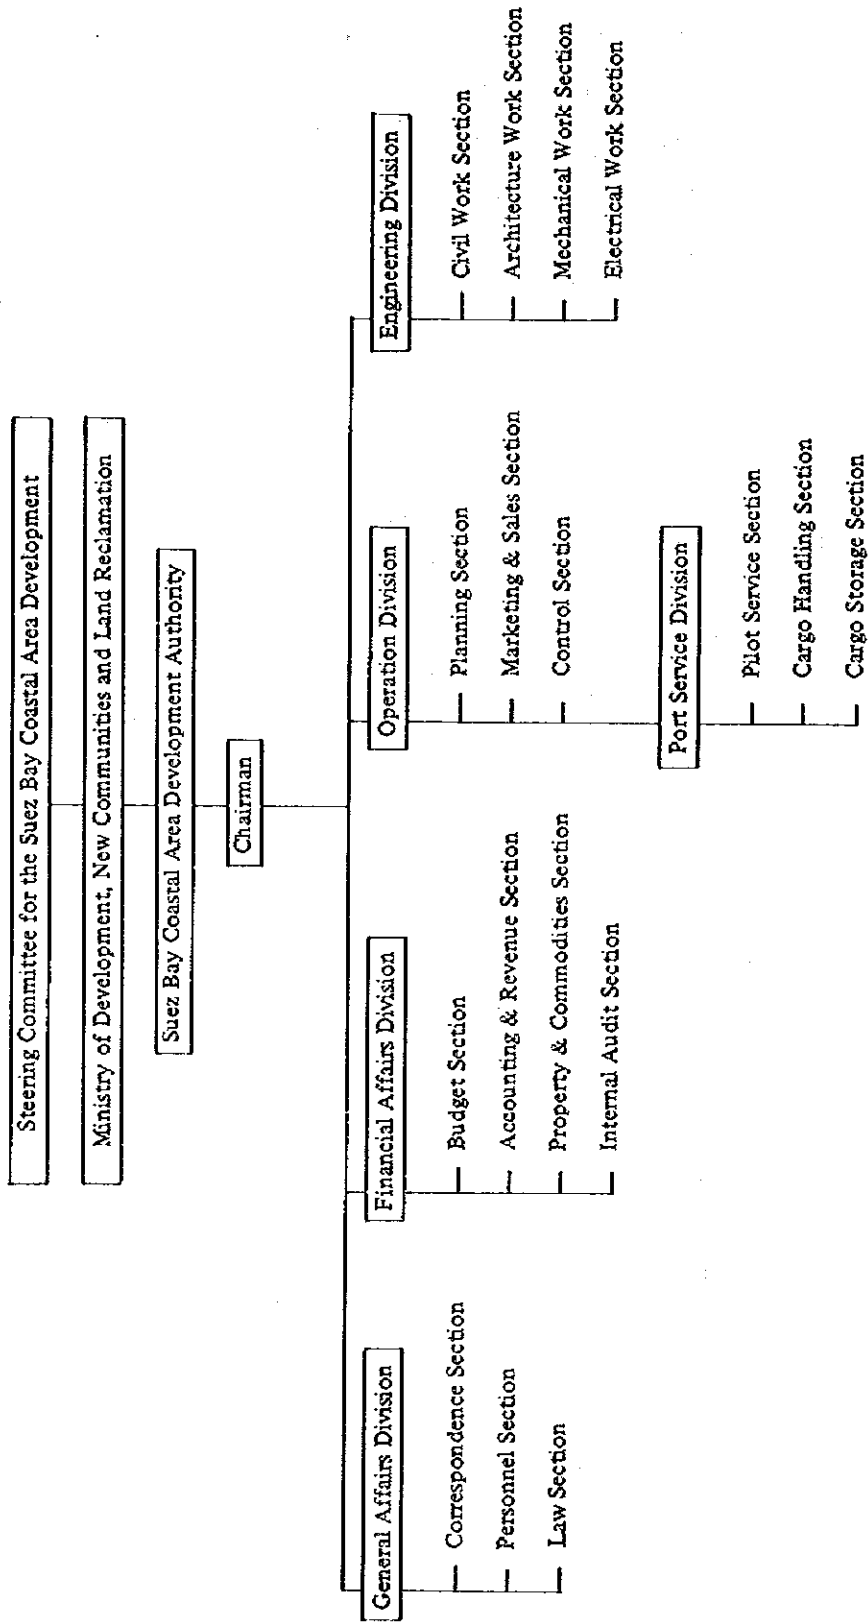 Steering Committee for the Suez Bay Coastal Area Development
Ministry of Development, New Communities and Land Reclamation
Suez Bay Coastal Area Development Authority
Chairman
General Affairs Division
Correspondence Section
Personnel Section
Law Section
Financial Affairs Division
Budget Section
Accounting & Revenue Section
Property & Commodities Section
Internal Audit Section
Operation Division
Planning Section
Marketing & Sales Section
Control Section
Port Service Division
Pilot Service Section
Cargo Handling Section
Cargo Storage Section
Engineering Division
Civil Work Section
Architecture Work Section
Mechanical Work Section
Electrical Work Section